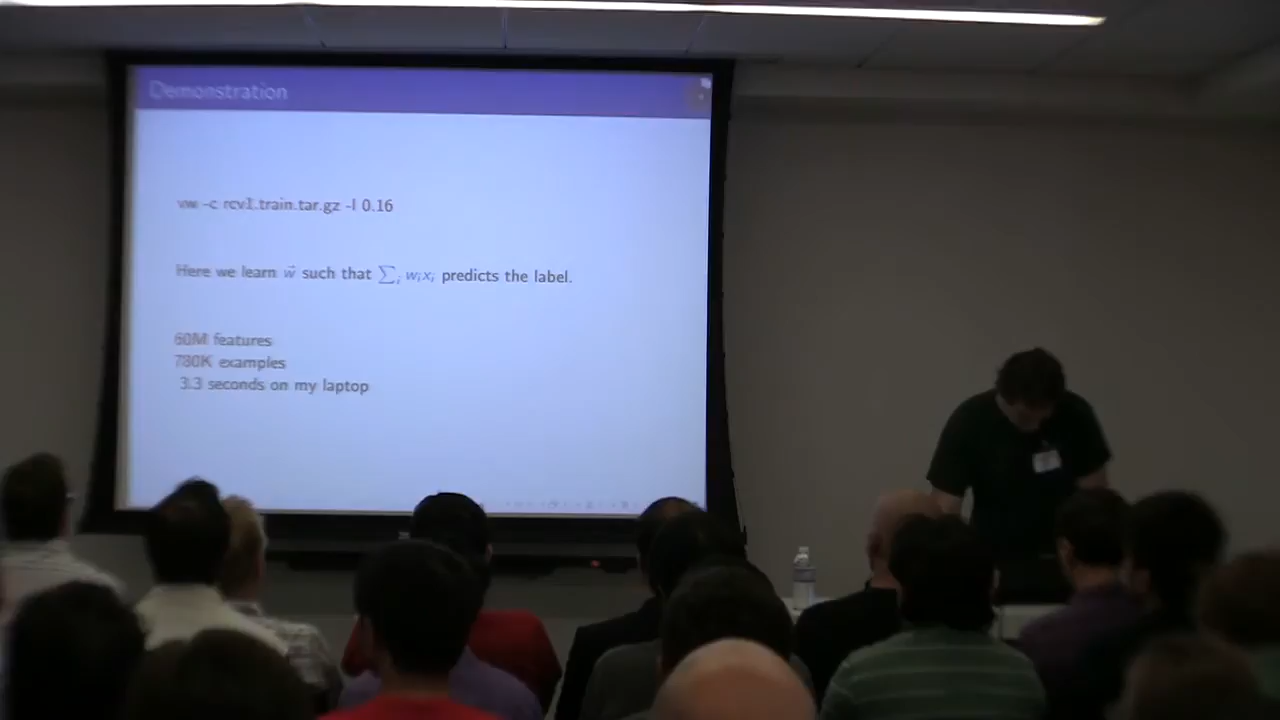 Demonstration
vw -c rcv1.train.tar.gz -l 0.16
Here we learn w⃗ such that ∑ᵢ wᵢxᵢ predicts the label.
60M features
780K examples
3.3 seconds on my laptop